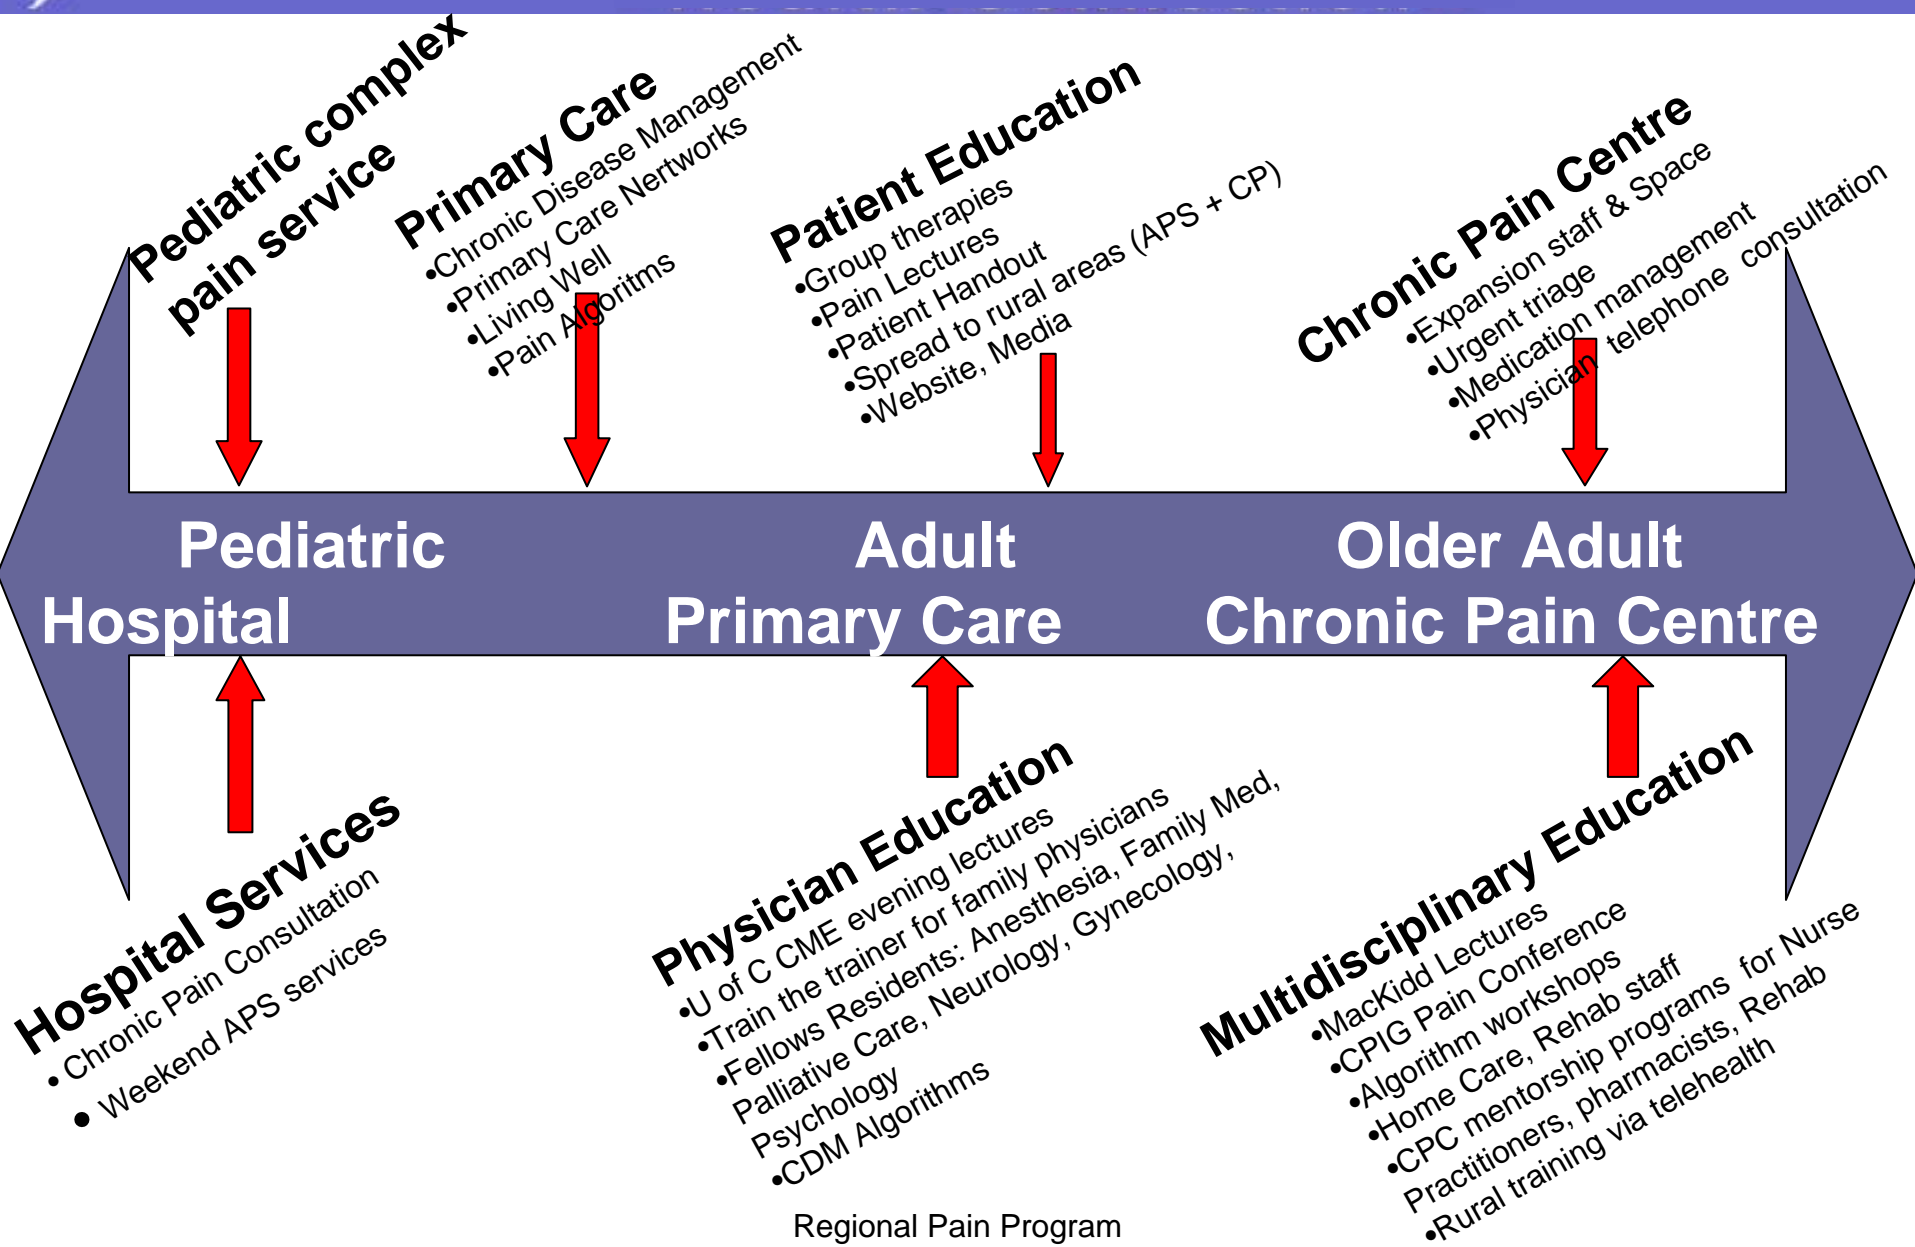 Pediatric complex
pain service
Primary Care
•Chronic Disease Management
•Primary Care Nertworks
•Living Well
•Pain Algoritms
Patient Education
•Group therapies
•Pain Lectures
•Patient Handout
•Spread to rural areas (APS + CP)
•Website, Media
Chronic Pain Centre
•Expansion staff & Space
•Urgent triage
•Medication management
•Physician telephone consultation
Pediatric Adult Older Adult
Hospital Primary Care Chronic Pain Centre
Hospital Services
• Chronic Pain Consultation
• Weekend APS services
Physician Education
•U of C CME evening lectures
•Train the trainer for family physicians
•Fellows Residents: Anesthesia, Family Med,
Palliative Care, Neurology, Gynecology,
Psychology
•CDM Algorithms
Multidisciplinary Education
•MacKidd Lectures
•CPIG Pain Conference
•Algorithm workshops
•Home Care, Rehab staff
•CPC mentorship programs for Nurse
Practitioners, pharmacists, Rehab
•Rural training via telehealth
Regional Pain Program